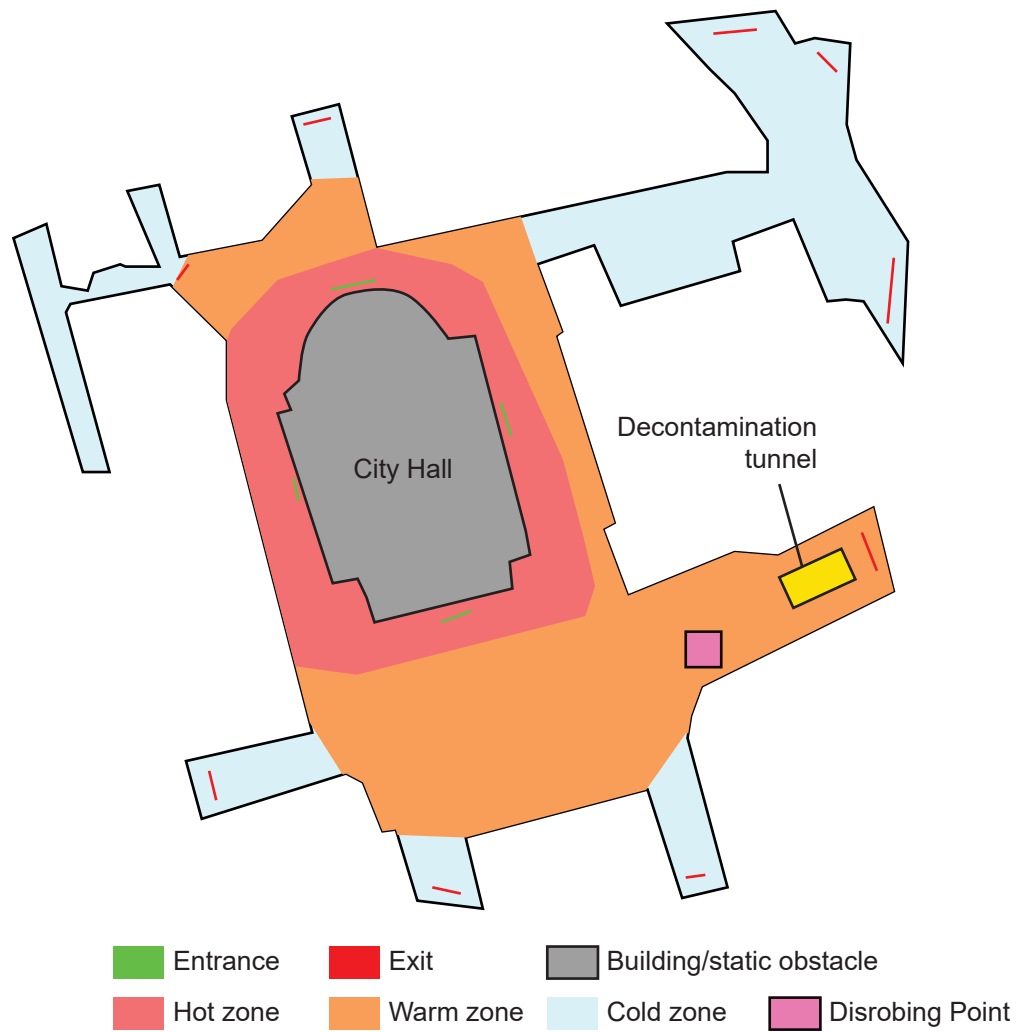 Decontamination
tunnel
City Hall
Entrance
Exit
Building/static obstacle
Hot zone
Warm zone
Cold zone
Disrobing Point